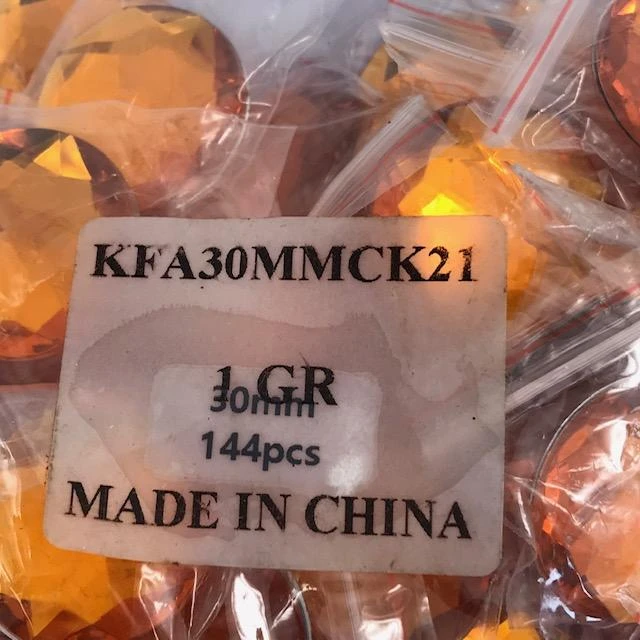 KFA30MMCK21
1 GR
30mm
144pcs
MADE IN CHINA